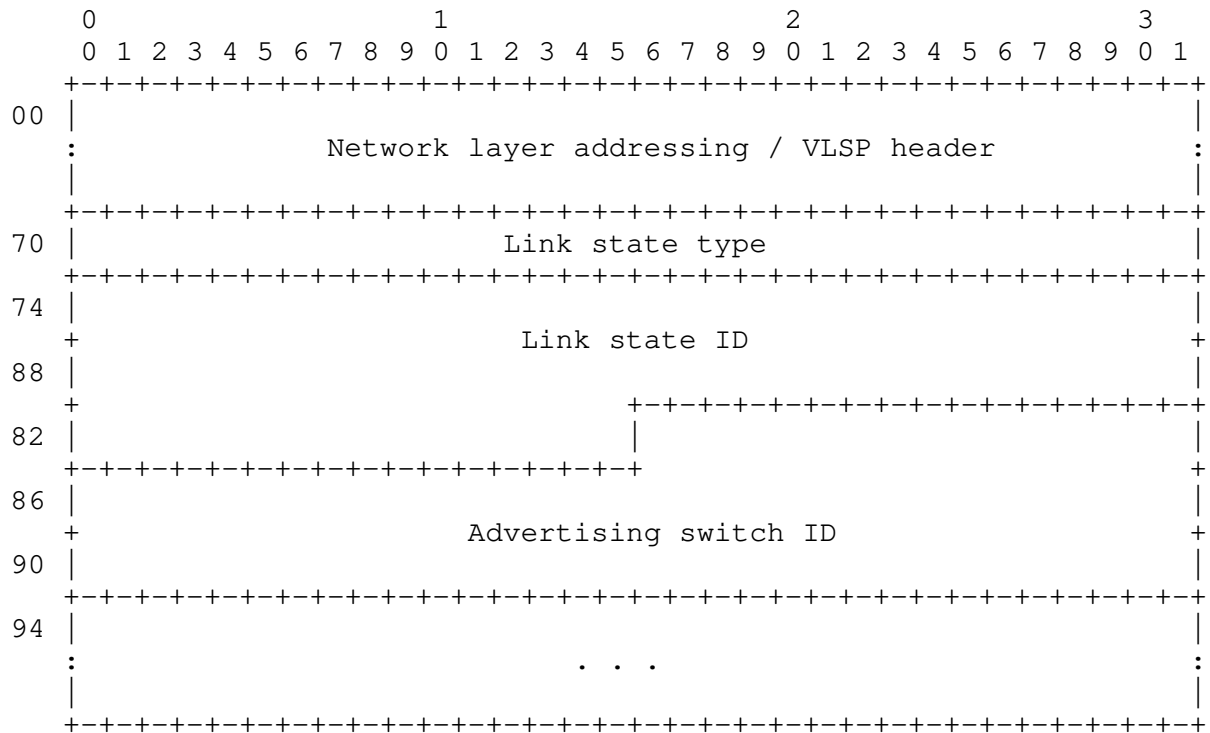 0                   1                   2                   3
0 1 2 3 4 5 6 7 8 9 0 1 2 3 4 5 6 7 8 9 0 1 2 3 4 5 6 7 8 9 0 1
+-+-+-+-+-+-+-+-+-+-+-+-+-+-+-+-+-+-+-+-+-+-+-+-+-+-+-+-+-+-+-+-+
00 |                                                               |
:              Network layer addressing / VLSP header           :
|                                                               |
+-+-+-+-+-+-+-+-+-+-+-+-+-+-+-+-+-+-+-+-+-+-+-+-+-+-+-+-+-+-+-+-+
70 |                        Link state type                        |
+-+-+-+-+-+-+-+-+-+-+-+-+-+-+-+-+-+-+-+-+-+-+-+-+-+-+-+-+-+-+-+-+
74 |                                                               |
+                         Link state ID                         +
88 |                                                               |
+                               +-+-+-+-+-+-+-+-+-+-+-+-+-+-+-+-+
82 |                               |                               |
+-+-+-+-+-+-+-+-+-+-+-+-+-+-+-+-+                               +
86 |                                                               |
+                      Advertising switch ID                    +
90 |                                                               |
+-+-+-+-+-+-+-+-+-+-+-+-+-+-+-+-+-+-+-+-+-+-+-+-+-+-+-+-+-+-+-+-+
94 |                                                               |
:                            . . .                              :
|                                                               |
+-+-+-+-+-+-+-+-+-+-+-+-+-+-+-+-+-+-+-+-+-+-+-+-+-+-+-+-+-+-+-+-+